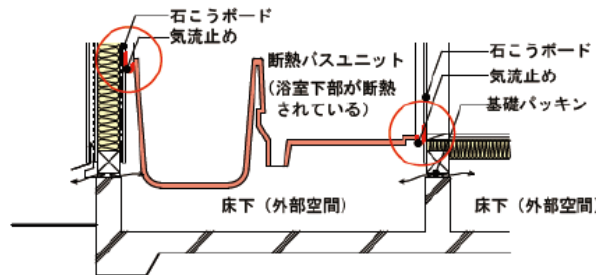 石こうボード
気流止め
断熱バスユニット
(浴室下部が断熱
されている)
石こうボード
気流止め
基礎パッキン
床下(外部空間)
床下(外部空間)